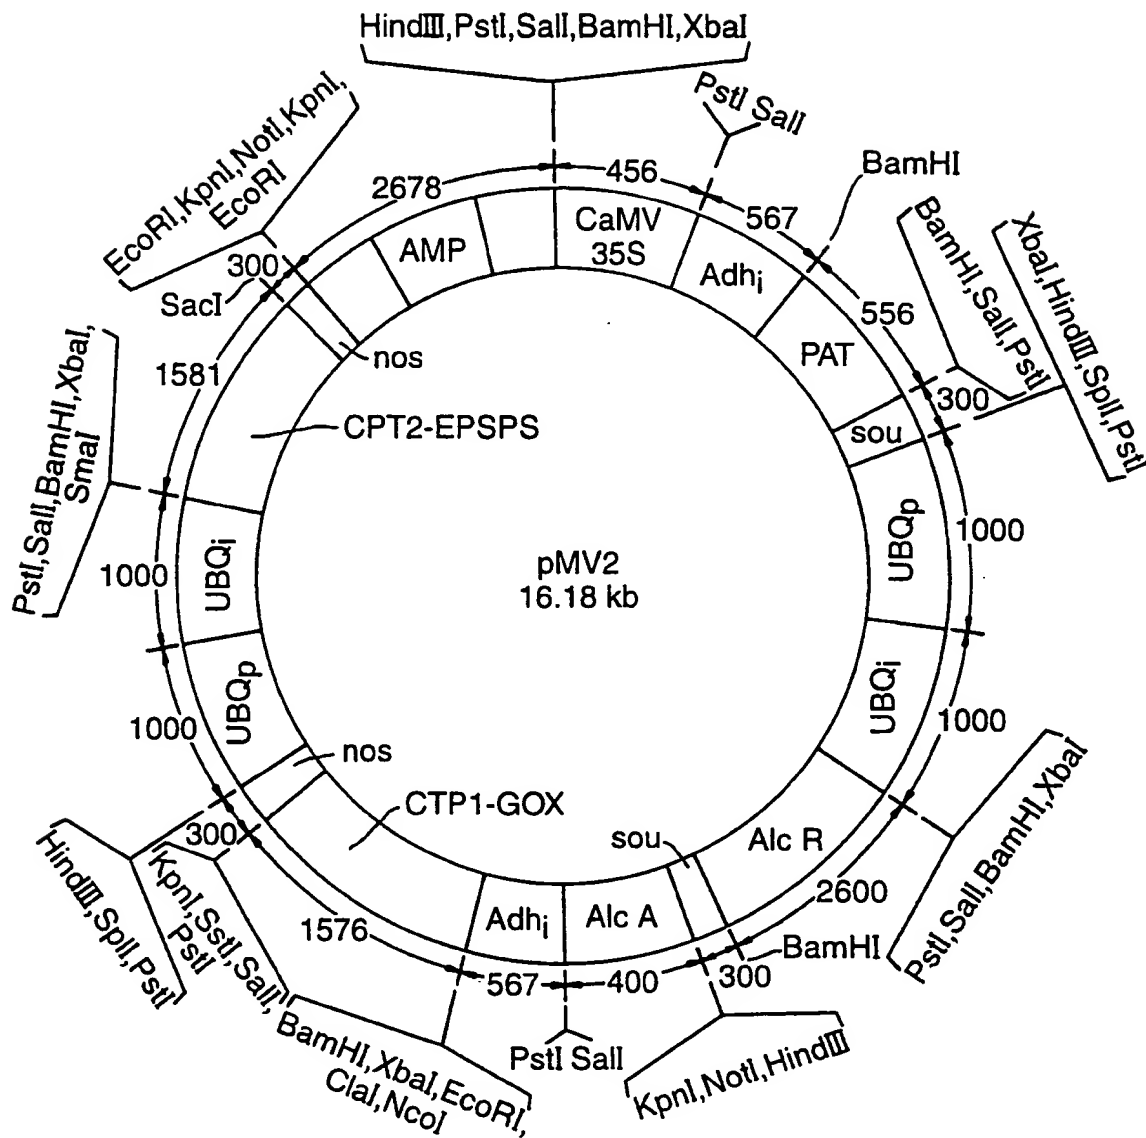 HindIII,PstI,SalI,BamHI,XbaI
PstI SalI
BamHI
BamHI,SalI,PstI
XbaI,HindIII,SplI,PstI
EcoRI,KpnI,NotI,KpnI,
EcoRI
SacI
PstI,SalI,BamHI,XbaI,
SmaI
2678
456
567
556
300
1000
1000
2600
300
400
567
1576
300
1000
1000
1581
300
CaMV
35S
Adhi
PAT
sou
UBQp
UBQi
Alc R
sou
Alc A
Adhi
CTP1-GOX
nos
UBQp
UBQi
CPT2-EPSPS
nos
AMP
pMV2
16.18 kb
PstI,SalI,BamHI,XbaI
BamHI
KpnI,NotI,HindIII
PstI SalI
BamHI,XbaI,EcoRI,
ClaI,NcoI
KpnI,SstI,SalI,
PstI
HindIII,SplI,PstI